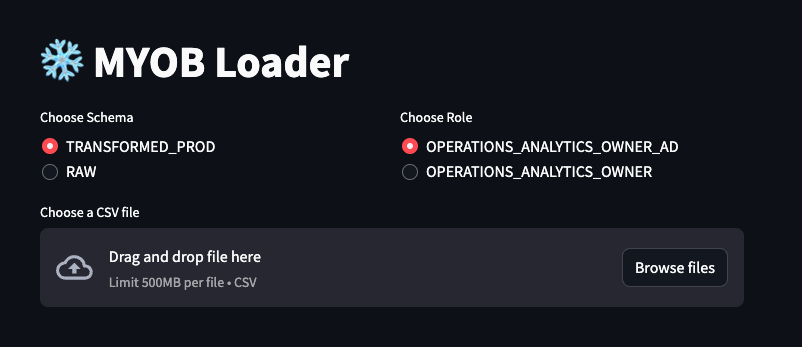 MYOB Loader
Choose Schema
TRANSFORMED_PROD
RAW
Choose Role
OPERATIONS_ANALYTICS_OWNER_AD
OPERATIONS_ANALYTICS_OWNER
Choose a CSV file
Drag and drop file here
Limit 500MB per file • CSV
Browse files